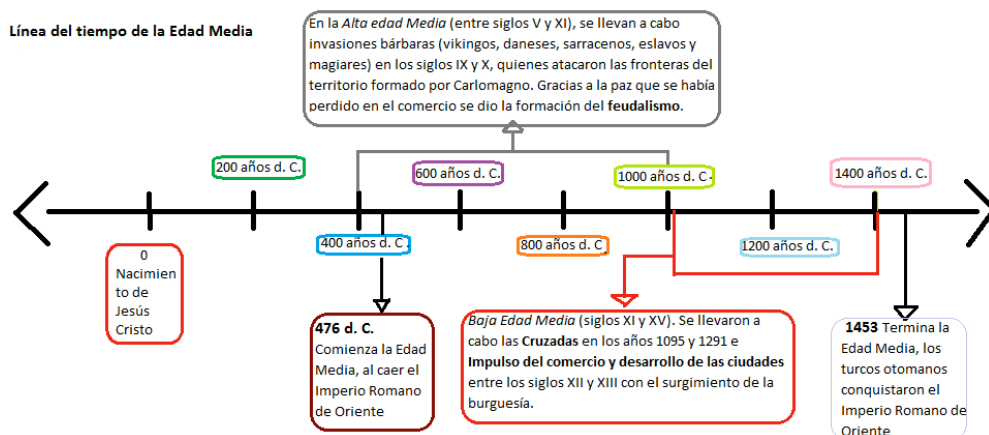 Línea del tiempo de la Edad Media
En la Alta edad Media (entre siglos V y XI), se llevan a cabo
invasiones bárbaras (vikingos, daneses, sarracenos, eslavos y
magiares) en los siglos IX y X, quienes atacaron las fronteras del
territorio formado por Carlomagno. Gracias a la paz que se había
perdido en el comercio se dio la formación del feudalismo.
200 años d. C.
600 años d. C.
1000 años d. C.
1400 años d. C.
400 años d. C.
800 años d. C
1200 años d. C.
0
Nacimien
to de
Jesús
Cristo
476 d. C.
Comienza la Edad
Media, al caer el
Imperio Romano
de Oriente
Baja Edad Media (siglos XI y XV). Se llevaron a
cabo las Cruzadas en los años 1095 y 1291 e
Impulso del comercio y desarrollo de las ciudades
entre los siglos XII y XIII con el surgimiento de la
burguesía.
1453 Termina la
Edad Media, los
turcos otomanos
conquistaron el
Imperio Romano de
Oriente